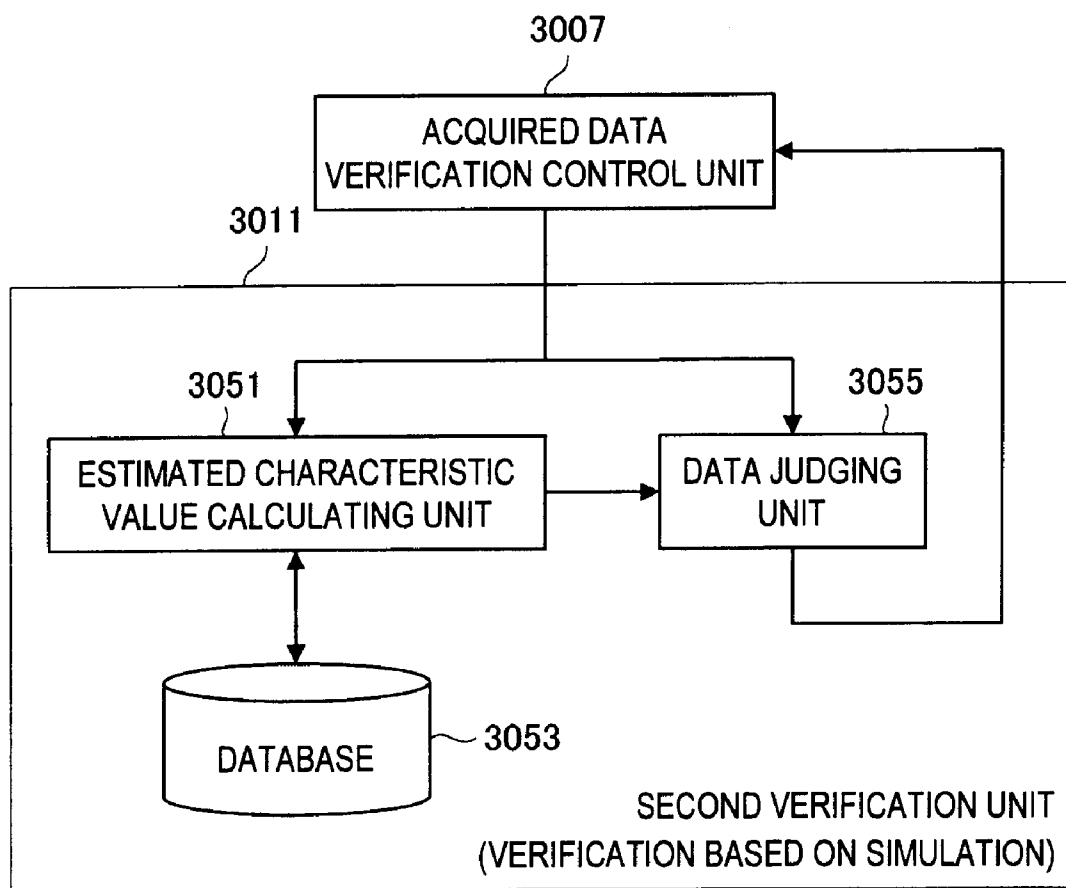 3007
ACQUIRED DATA
VERIFICATION CONTROL UNIT
3011
3051
ESTIMATED CHARACTERISTIC
VALUE CALCULATING UNIT
3055
DATA JUDGING
UNIT
DATABASE
3053
SECOND VERIFICATION UNIT
(VERIFICATION BASED ON SIMULATION)